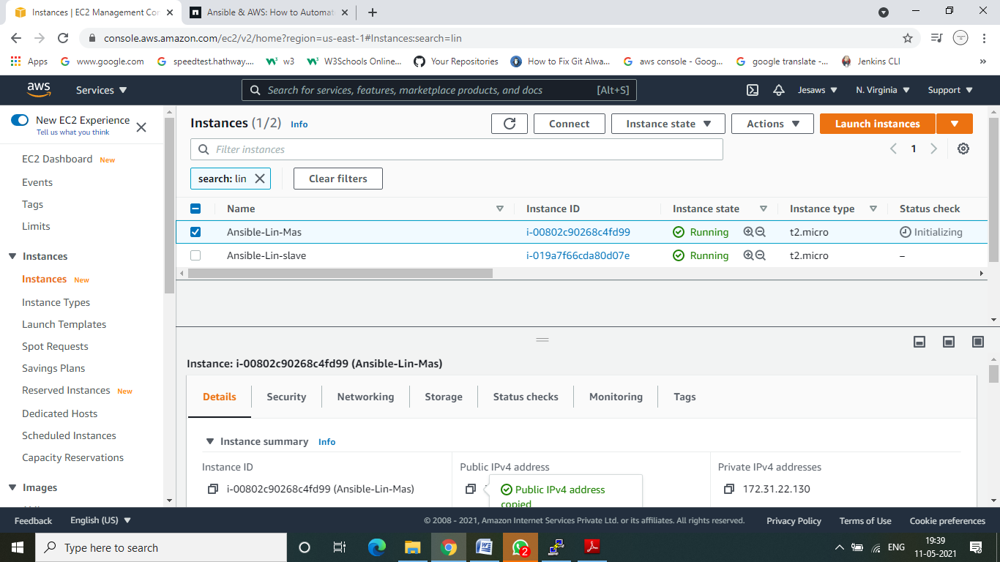 Instances | EC2 Management Con
Ansible & AWS: How to Automate
console.aws.amazon.com/ec2/v2/home?region=us-east-1#Instances:search=lin
Apps www.google.com speedtest.hathway.... w3 W3Schools Online... Your Repositories How to Fix Git Alwa... aws console - Goog... google translate -... Jenkins CLI »
aws Services Search for services, features, marketplace products, and docs [Alt+S] Jesaws N. Virginia Support
New EC2 Experience
Tell us what you think
EC2 Dashboard New
Events
Tags
Limits
Instances
Instances New
Instance Types
Launch Templates
Spot Requests
Savings Plans
Reserved Instances New
Dedicated Hosts
Scheduled Instances
Capacity Reservations
Images
Instances (1/2) Info Connect Instance state Actions Launch instances
Filter instances 1
search: lin Clear filters
Name Instance ID Instance state Instance type Status check
Ansible-Lin-Mas i-00802c90268c4fd99 Running t2.micro Initializing
Ansible-Lin-slave i-019a7f66cda80d07e Running t2.micro –
Instance: i-00802c90268c4fd99 (Ansible-Lin-Mas)
Details Security Networking Storage Status checks Monitoring Tags
Instance summary Info
Instance ID Public IPv4 address Private IPv4 addresses
i-00802c90268c4fd99 (Ansible-Lin-Mas) Public IPv4 address 172.31.22.130
copied
Feedback English (US) © 2008 - 2021, Amazon Internet Services Private Ltd. or its affiliates. All rights reserved. Privacy Policy Terms of Use Cookie preferences
Type here to search 2 ENG 19:39
11-05-2021